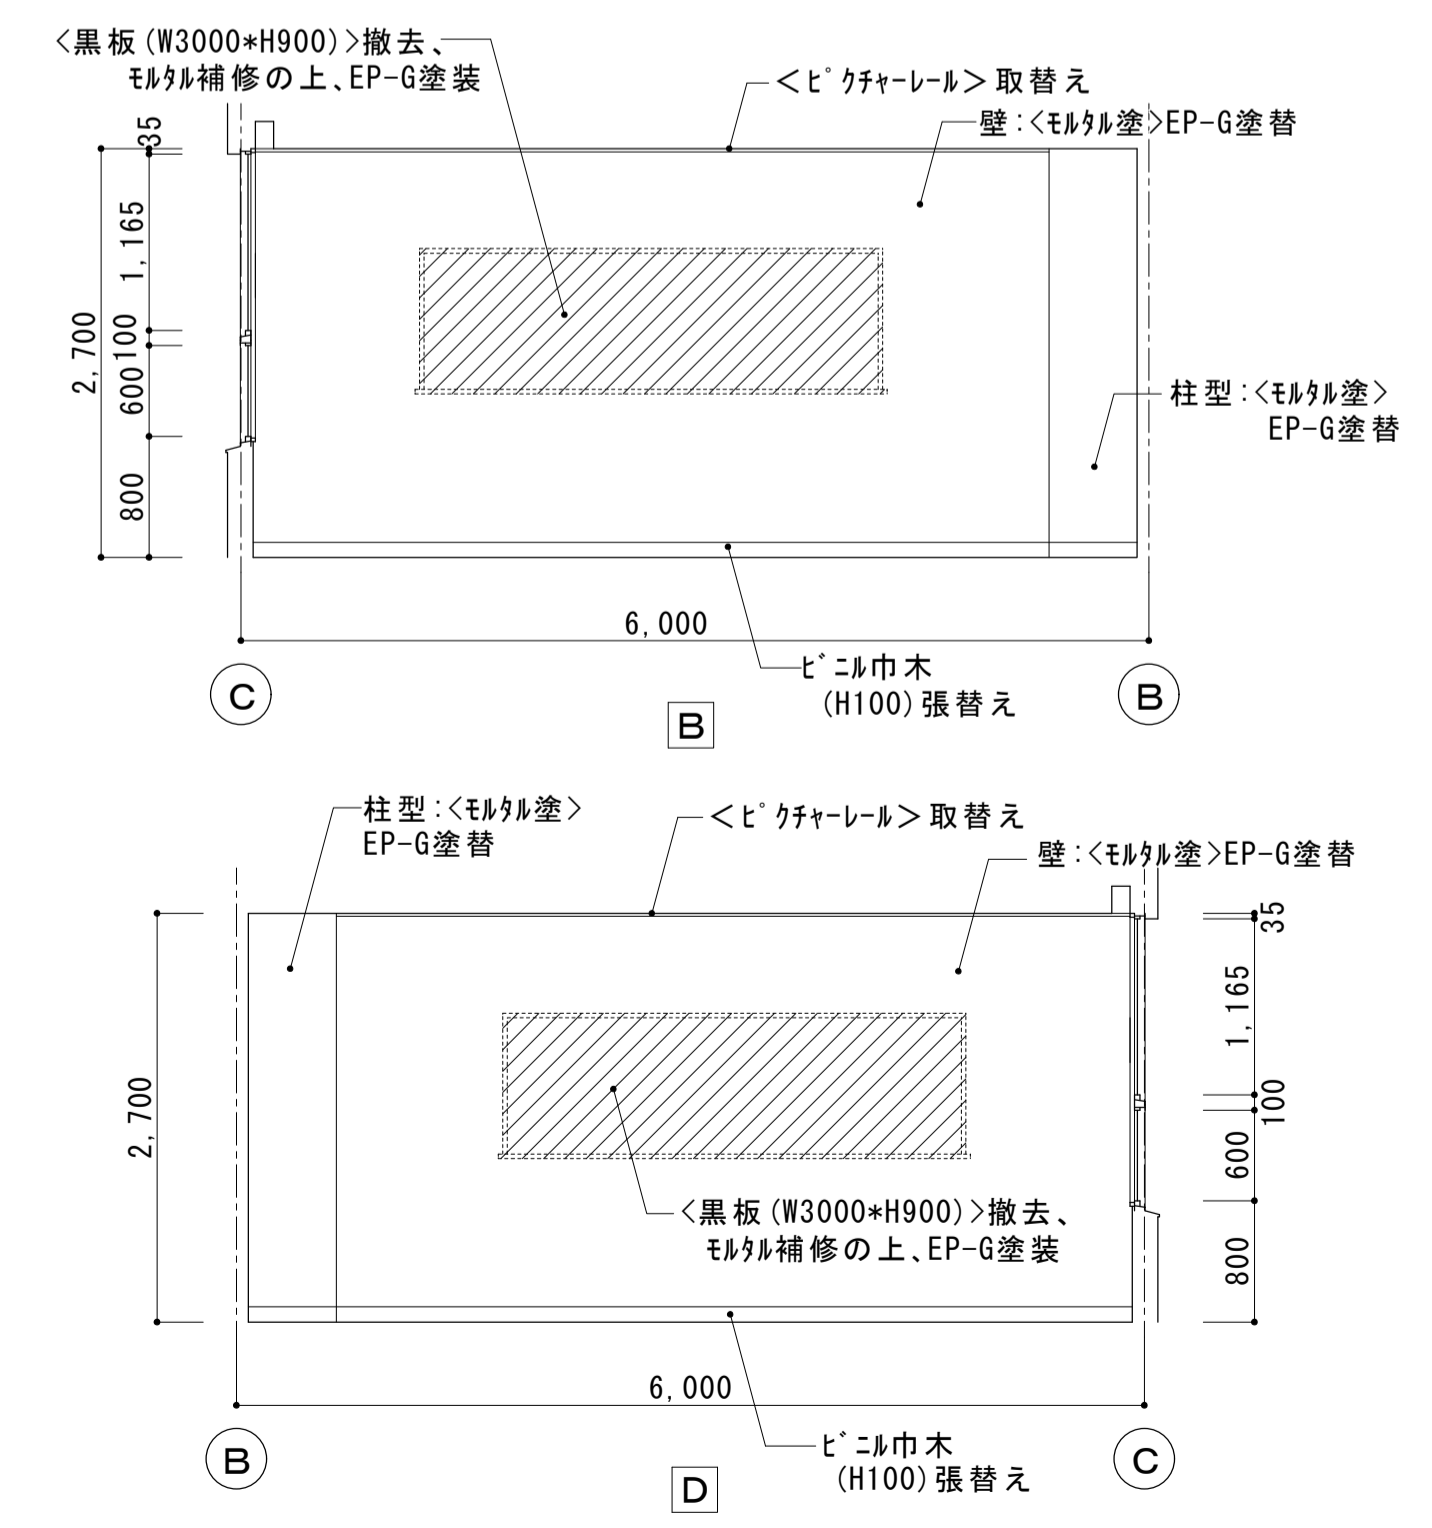 <黒板(W3000*H900)>撤去、
ﾓﾙﾀﾙ補修の上、EP-G塗装
<ﾋﾟｸﾁｬｰﾚｰﾙ>取替え
壁:<ﾓﾙﾀﾙ塗>EP-G塗替
35
1,165
100
600
800
2,700
柱型:<ﾓﾙﾀﾙ塗>
EP-G塗替
6,000
ﾋﾞﾆﾙ巾木
(H100)張替え
C
B
B
柱型:<ﾓﾙﾀﾙ塗>
EP-G塗替
<ﾋﾟｸﾁｬｰﾚｰﾙ>取替え
壁:<ﾓﾙﾀﾙ塗>EP-G塗替
2,700
35
1,165
100
600
800
<黒板(W3000*H900)>撤去、
ﾓﾙﾀﾙ補修の上、EP-G塗装
6,000
ﾋﾞﾆﾙ巾木
(H100)張替え
B
C
D